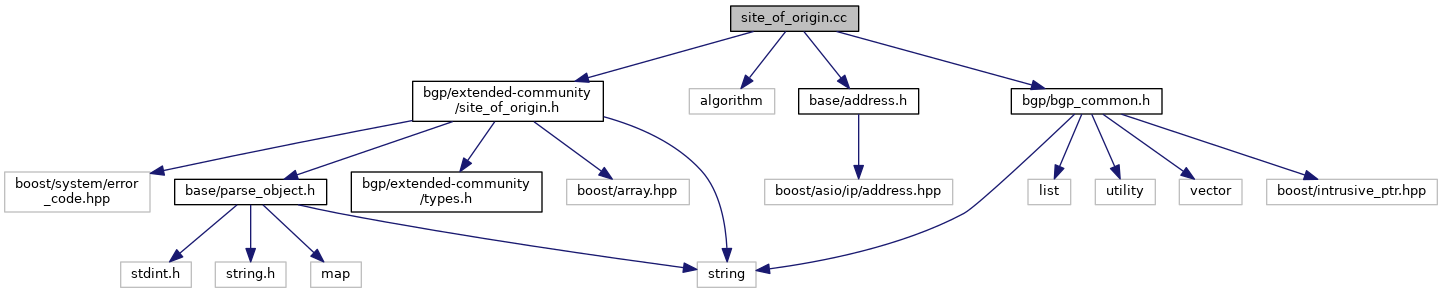 site_of_origin.cc
bgp/extended-community
/site_of_origin.h
algorithm
base/address.h
bgp/bgp_common.h
boost/system/error
_code.hpp
base/parse_object.h
bgp/extended-community
/types.h
boost/array.hpp
boost/asio/ip/address.hpp
list
utility
vector
boost/intrusive_ptr.hpp
stdint.h
string.h
map
string